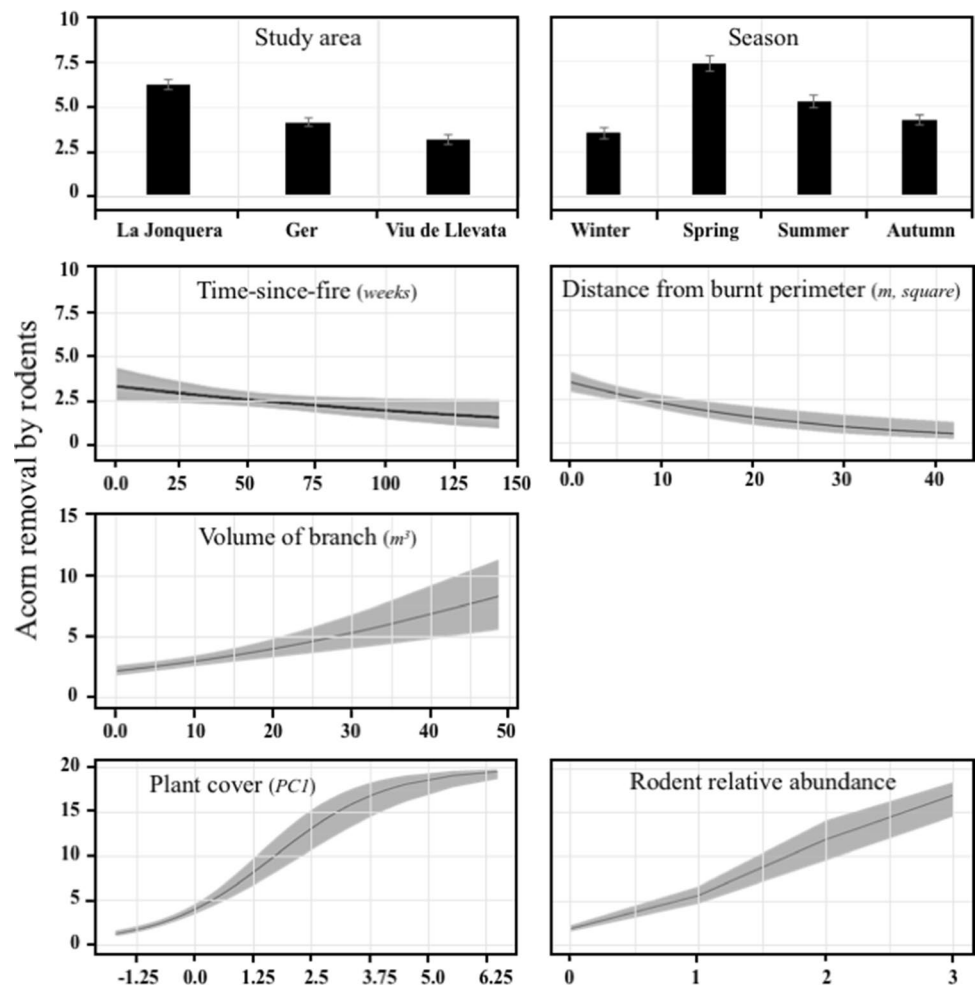 Acorn removal by rodents
Study area
10
7.5
5.0
2.5
0
La Jonquera Ger Viu de Llevata
Season
Winter Spring Summer Autumn
Time-since-fire (weeks)
10
7.5
5.0
2.5
0
0.0 25 50 75 100 125 150
Distance from burnt perimeter (m, square)
0.0 10 20 30 40
Volume of branch (m³)
15
10
5
0
0.0 10 20 30 40 50
Plant cover (PC1)
20
15
10
5
0
-1.25 0.0 1.25 2.5 3.75 5.0 6.25
Rodent relative abundance
0 1 2 3